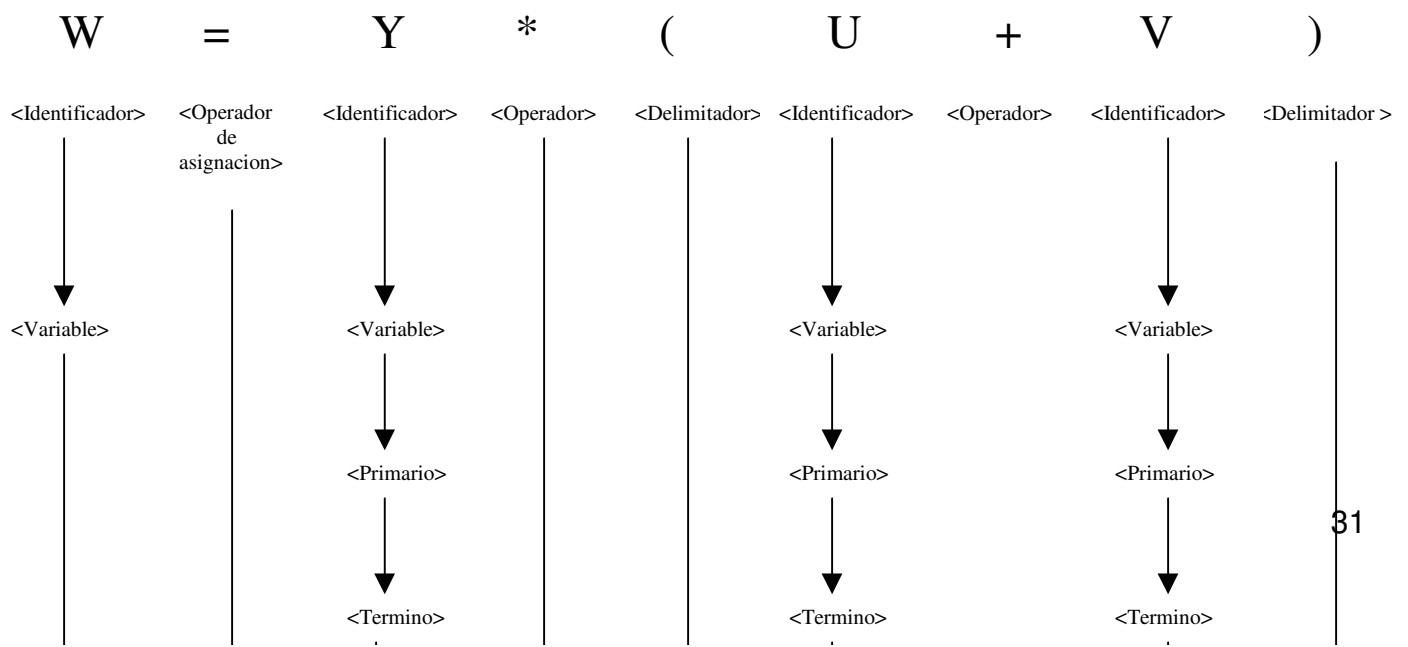 W = Y * ( U + V )
<Identificador> <Operador de asignacion> <Identificador> <Operador> <Delimitador> <Identificador> <Operador> <Identificador> <Delimitador >
<Variable> <Variable> <Variable> <Variable>
<Primario> <Primario> <Primario>
31
<Termino> <Termino> <Termino>